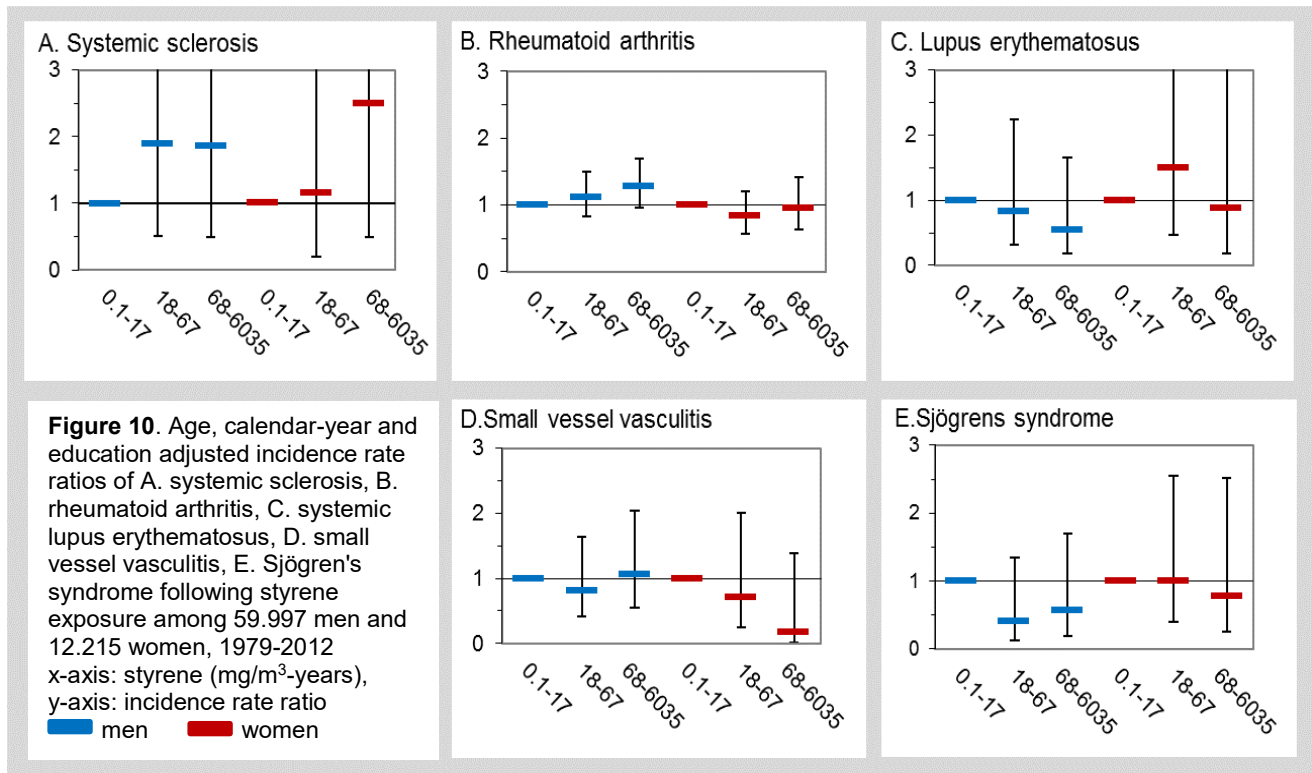 A. Systemic sclerosis
3
2
1
0
0.1-17
18-67
68-6035
0.1-17
18-67
68-6035
B. Rheumatoid arthritis
3
2
1
0
0.1-17
18-67
68-6035
0.1-17
18-67
68-6035
C. Lupus erythematosus
3
2
1
0
0.1-17
18-67
68-6035
0.1-17
18-67
68-6035
Figure 10. Age, calendar-year and
education adjusted incidence rate
ratios of A. systemic sclerosis, B.
rheumatoid arthritis, C. systemic
lupus erythematosus, D. small
vessel vasculitis, E. Sjögren's
syndrome following styrene
exposure among 59.997 men and
12.215 women, 1979-2012
x-axis: styrene (mg/m³-years),
y-axis: incidence rate ratio
men women
D.Small vessel vasculitis
3
2
1
0
0.1-17
18-67
68-6035
0.1-17
18-67
68-6035
E.Sjögrens syndrome
3
2
1
0
0.1-17
18-67
68-6035
0.1-17
18-67
68-6035